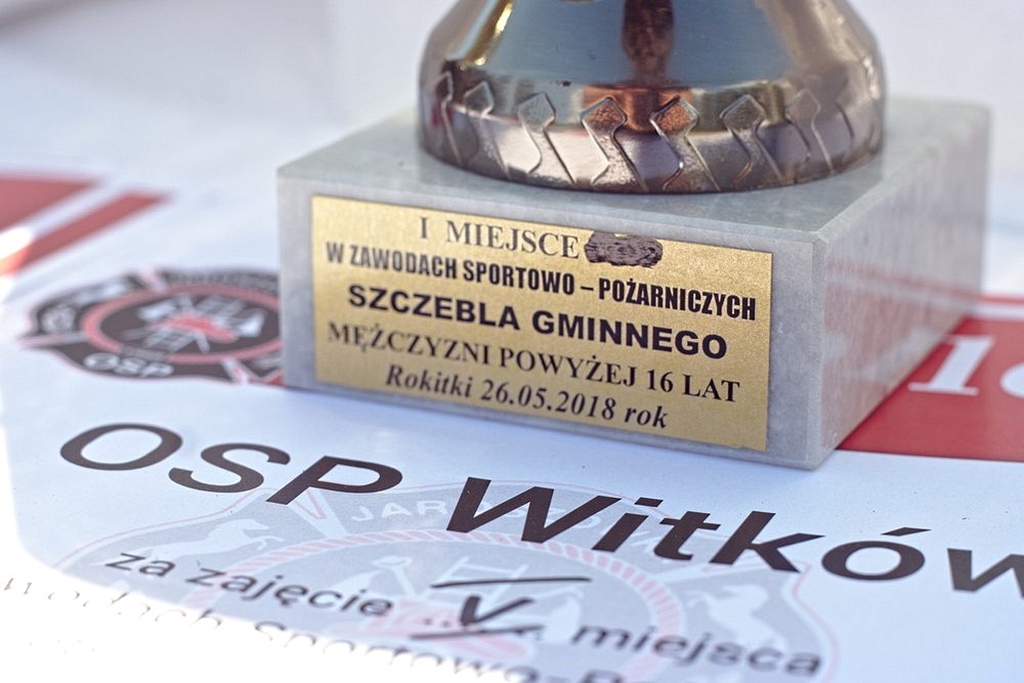 I MIEJSCE
W ZAWODACH SPORTOWO – POŻARNICZYCH
SZCZEBLA GMINNEGO
MĘŻCZYZNI POWYŻEJ 16 LAT
Rokitki 26.05.2018 rok
OSP
OSP Witków
za zajęcie V miejsca